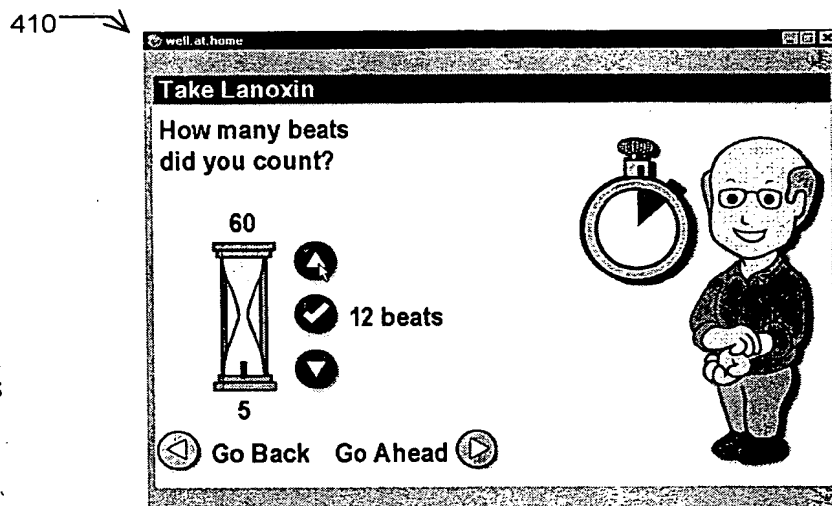 410
well.at.home
Take Lanoxin
How many beats
did you count?
60
12 beats
5
Go Back Go Ahead